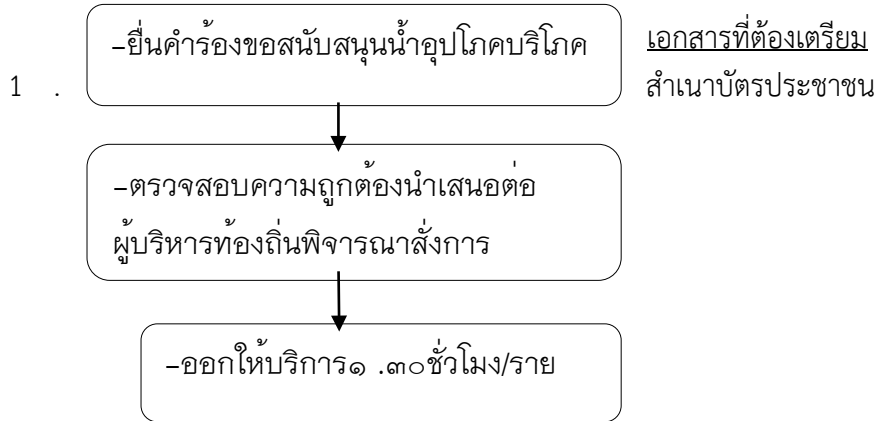 -ยื่นคำร้องขอสนับสนุนน้ำอุปโภคบริโภค
เอกสารที่ต้องเตรียม
1 .
สำเนาบัตรประชาชน
-ตรวจสอบความถูกต้องนำเสนอต่อ
ผู้บริหารท้องถิ่นพิจารณาสั่งการ
-ออกให้บริการ๑ .๓๐ชั่วโมง/ราย